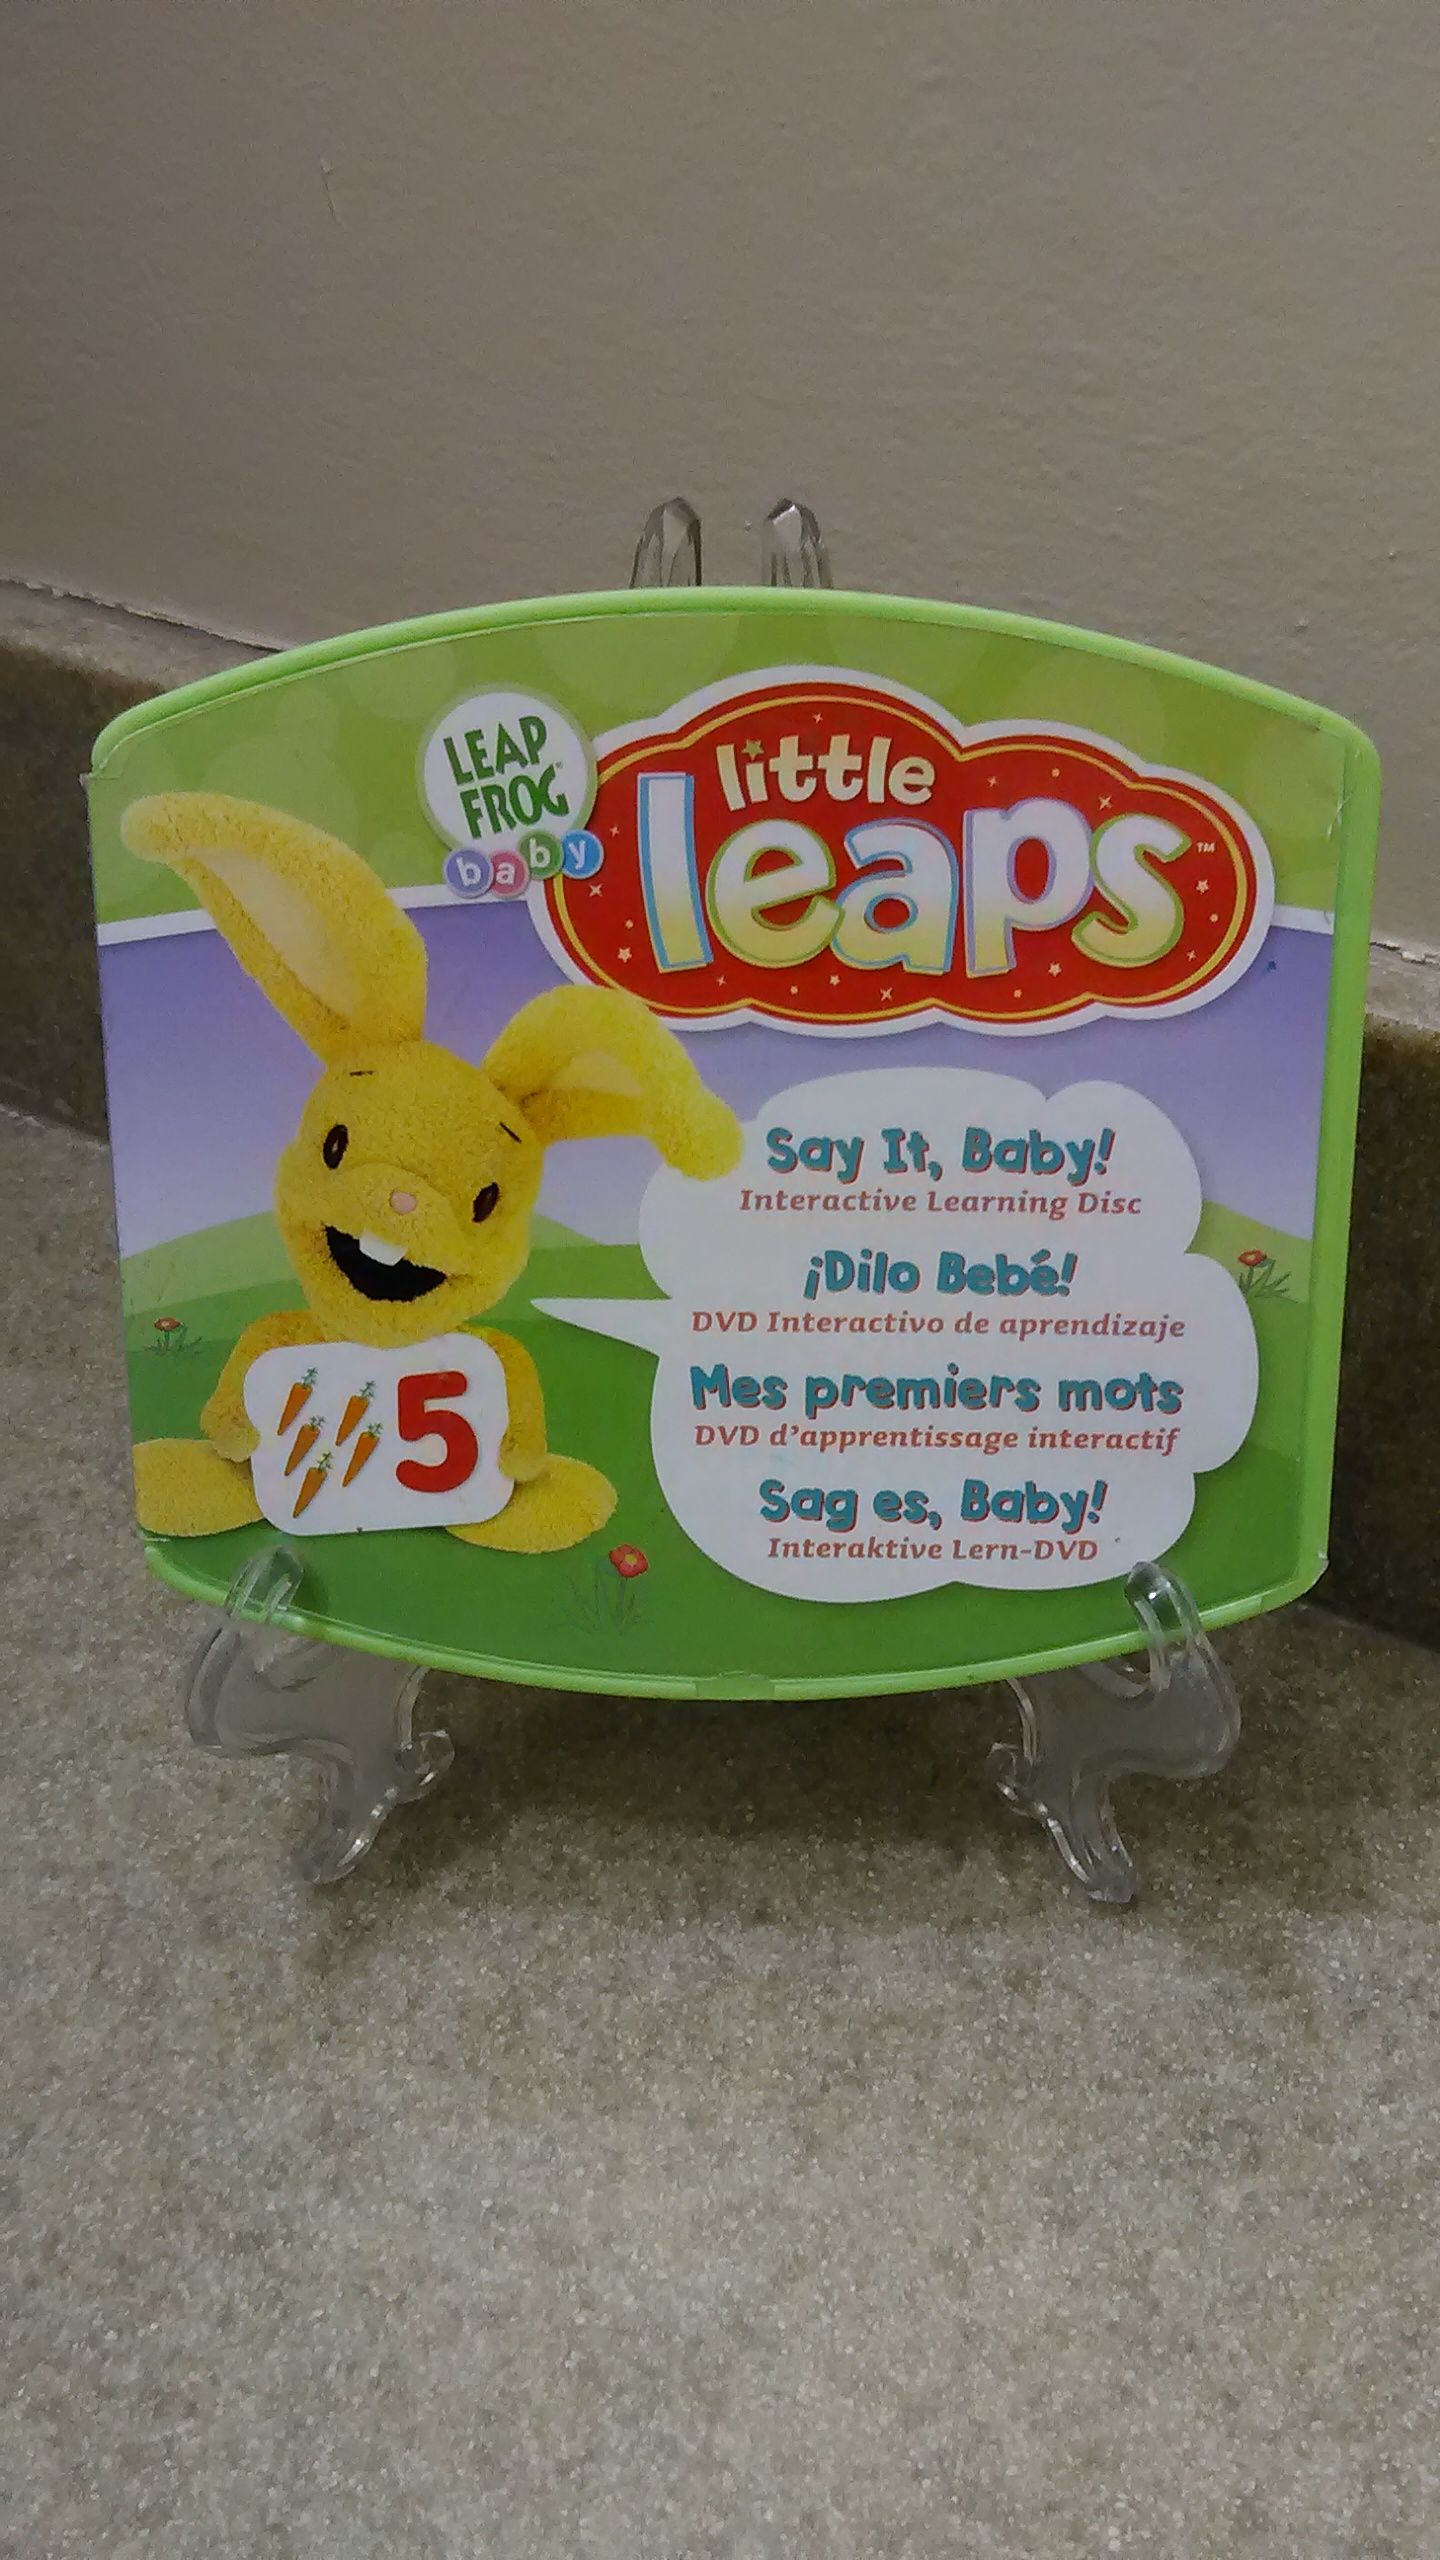 LEAP
FROG®
baby
little
leaps™
Say It, Baby!
Interactive Learning Disc
¡Dilo Bebé!
DVD Interactivo de aprendizaje
Mes premiers mots
DVD d'apprentissage interactif
Sag es, Baby!
Interaktive Lern-DVD
5